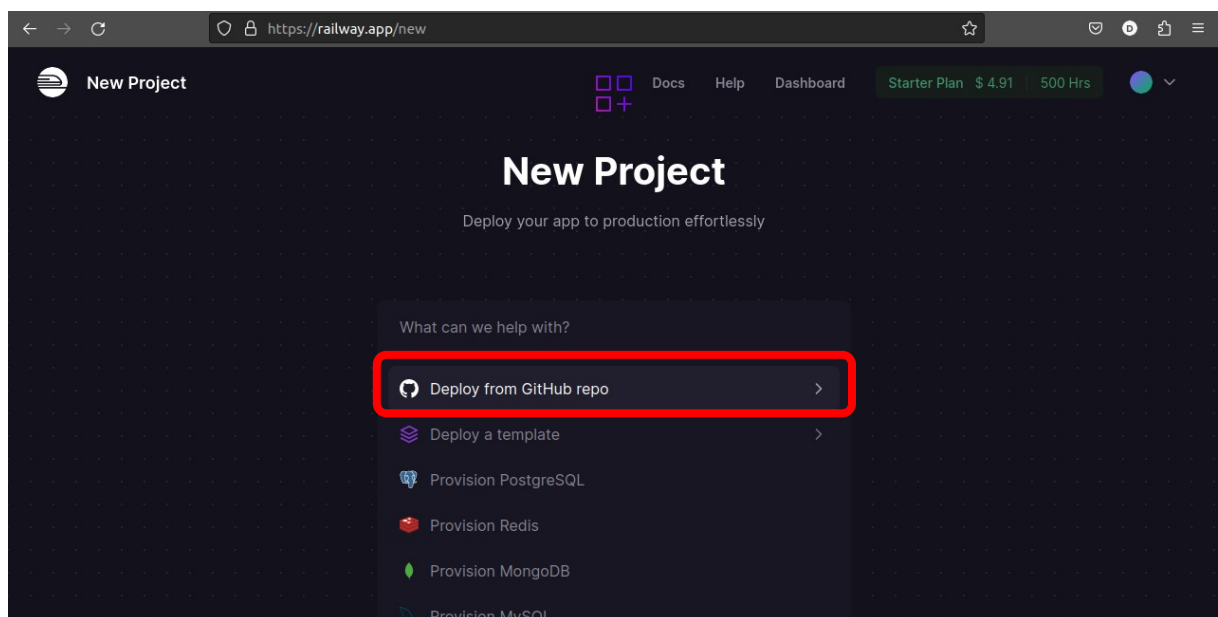 https://railway.app/new
D
New Project
Docs Help Dashboard Starter Plan $ 4.91 500 Hrs
New Project
Deploy your app to production effortlessly
What can we help with?
Deploy from GitHub repo
Deploy a template
Provision PostgreSQL
Provision Redis
Provision MongoDB
Provision MySQL